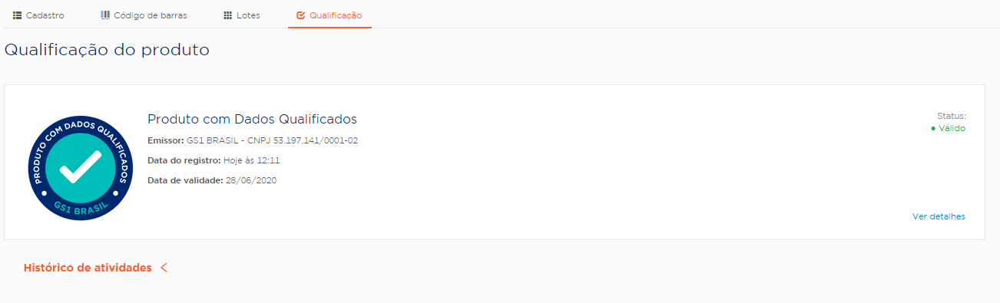 Cadastro
Código de barras
Lotes
Qualificação
Qualificação do produto
PRODUTO COM DADOS QUALIFICADOS
GS1 BRASIL
Produto com Dados Qualificados
Emissor: GS1 BRASIL - CNPJ 53.197.141/0001-02
Data do registro: Hoje às 12:11
Data de validade: 28/06/2020
Status:
Válido
Ver detalhes
Histórico de atividades